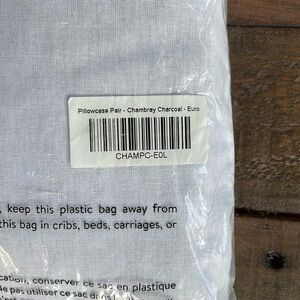 Pillowcase Pair - Chambray Charcoal - Euro
CHAMPC-E0L
, keep this plastic bag away from
this bag in cribs, beds, carriages, or
cation, conserver ce sac en plastique
de pas utiliser ce sac dans